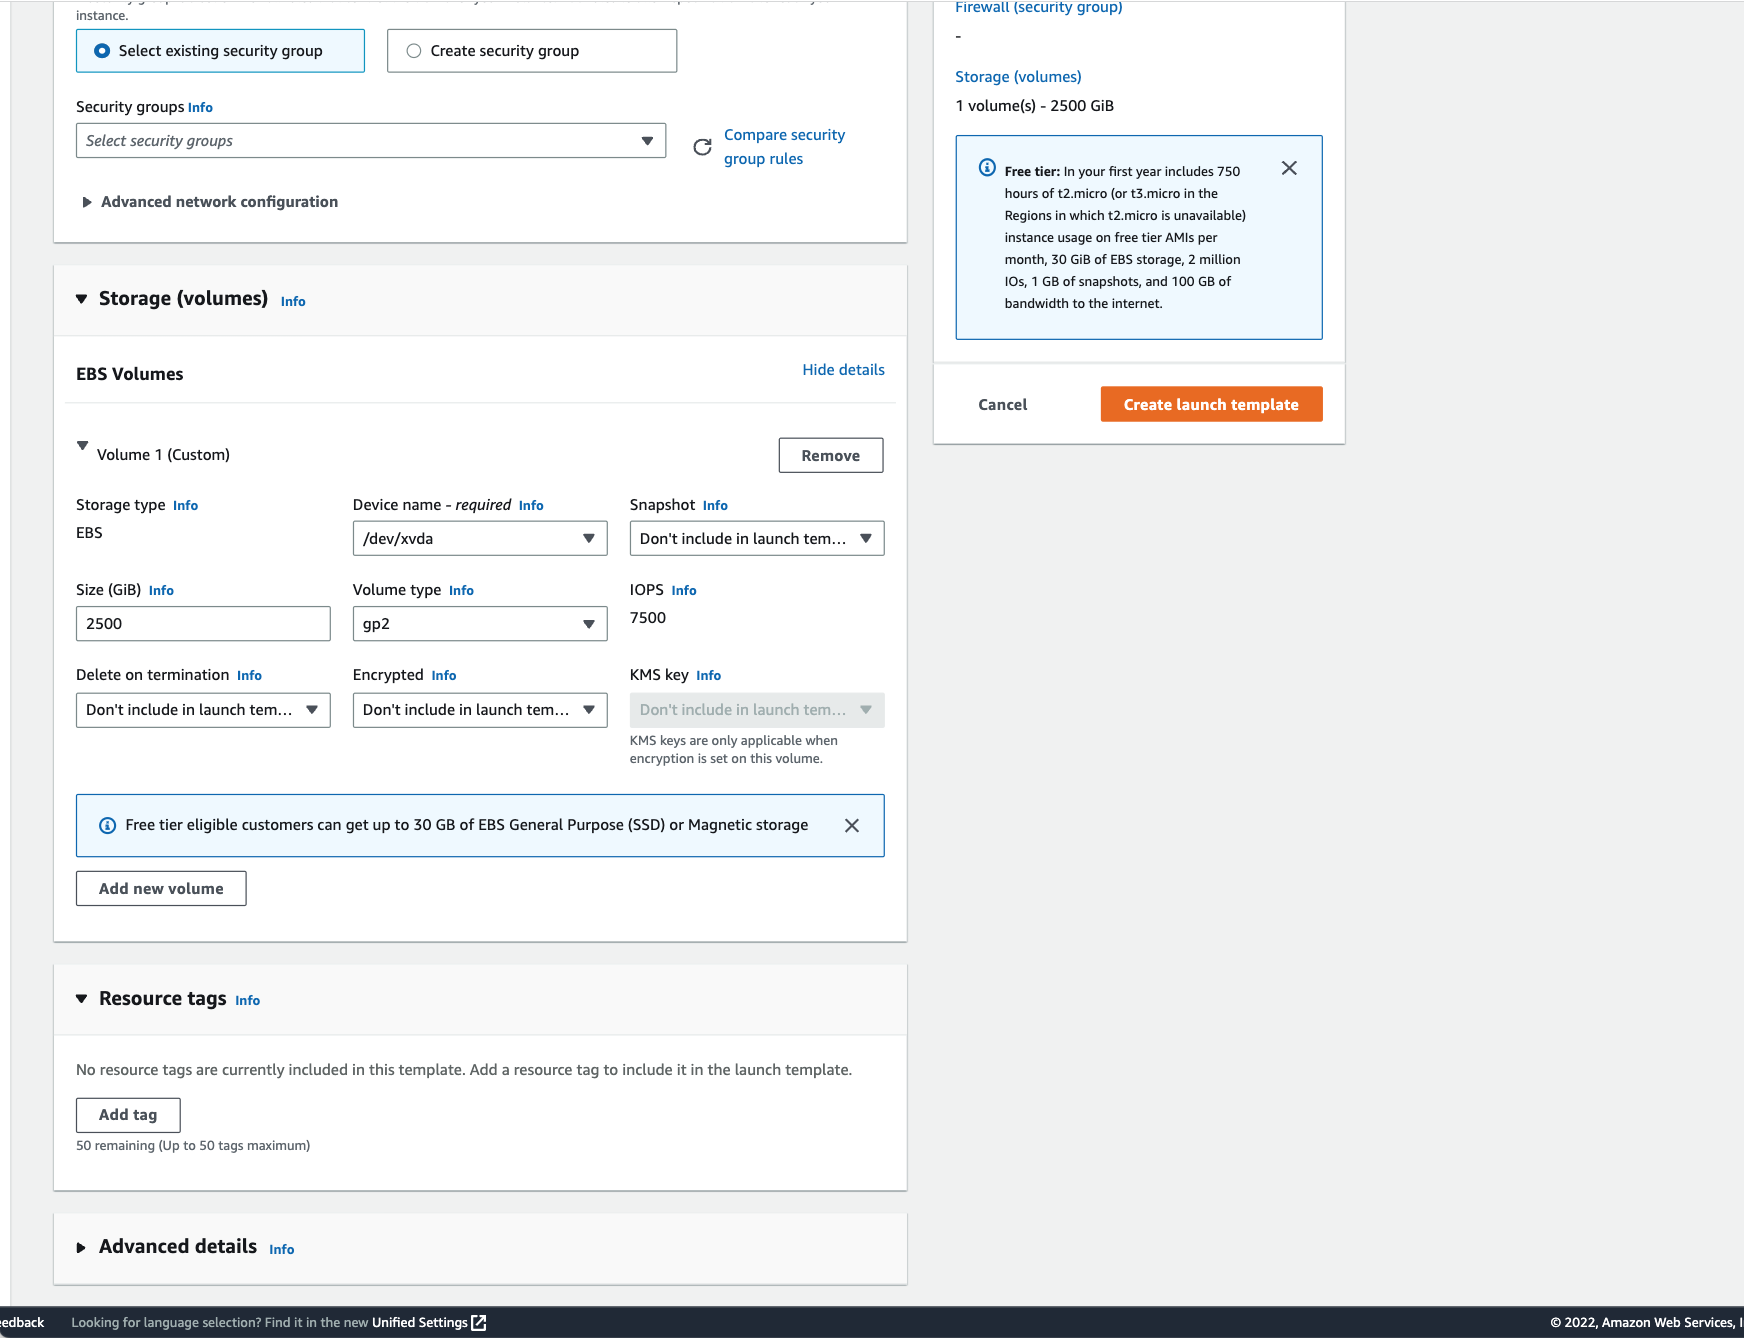 instance.
Select existing security group
Create security group
Security groups Info
Select security groups
Compare security
group rules
Advanced network configuration
Storage (volumes) Info
EBS Volumes
Hide details
Volume 1 (Custom)
Remove
Storage type Info
EBS
Device name - required Info
/dev/xvda
Snapshot Info
Don't include in launch tem...
Size (GiB) Info
2500
Volume type Info
gp2
IOPS Info
7500
Delete on termination Info
Don't include in launch tem...
Encrypted Info
Don't include in launch tem...
KMS key Info
Don't include in launch tem...
KMS keys are only applicable when
encryption is set on this volume.
Free tier eligible customers can get up to 30 GB of EBS General Purpose (SSD) or Magnetic storage
Add new volume
Resource tags Info
No resource tags are currently included in this template. Add a resource tag to include it in the launch template.
Add tag
50 remaining (Up to 50 tags maximum)
Advanced details Info
Firewall (security group)
-
Storage (volumes)
1 volume(s) - 2500 GiB
Free tier: In your first year includes 750
hours of t2.micro (or t3.micro in the
Regions in which t2.micro is unavailable)
instance usage on free tier AMIs per
month, 30 GiB of EBS storage, 2 million
IOs, 1 GB of snapshots, and 100 GB of
bandwidth to the internet.
Cancel
Create launch template
edback
Looking for language selection? Find it in the new Unified Settings
© 2022, Amazon Web Services, I